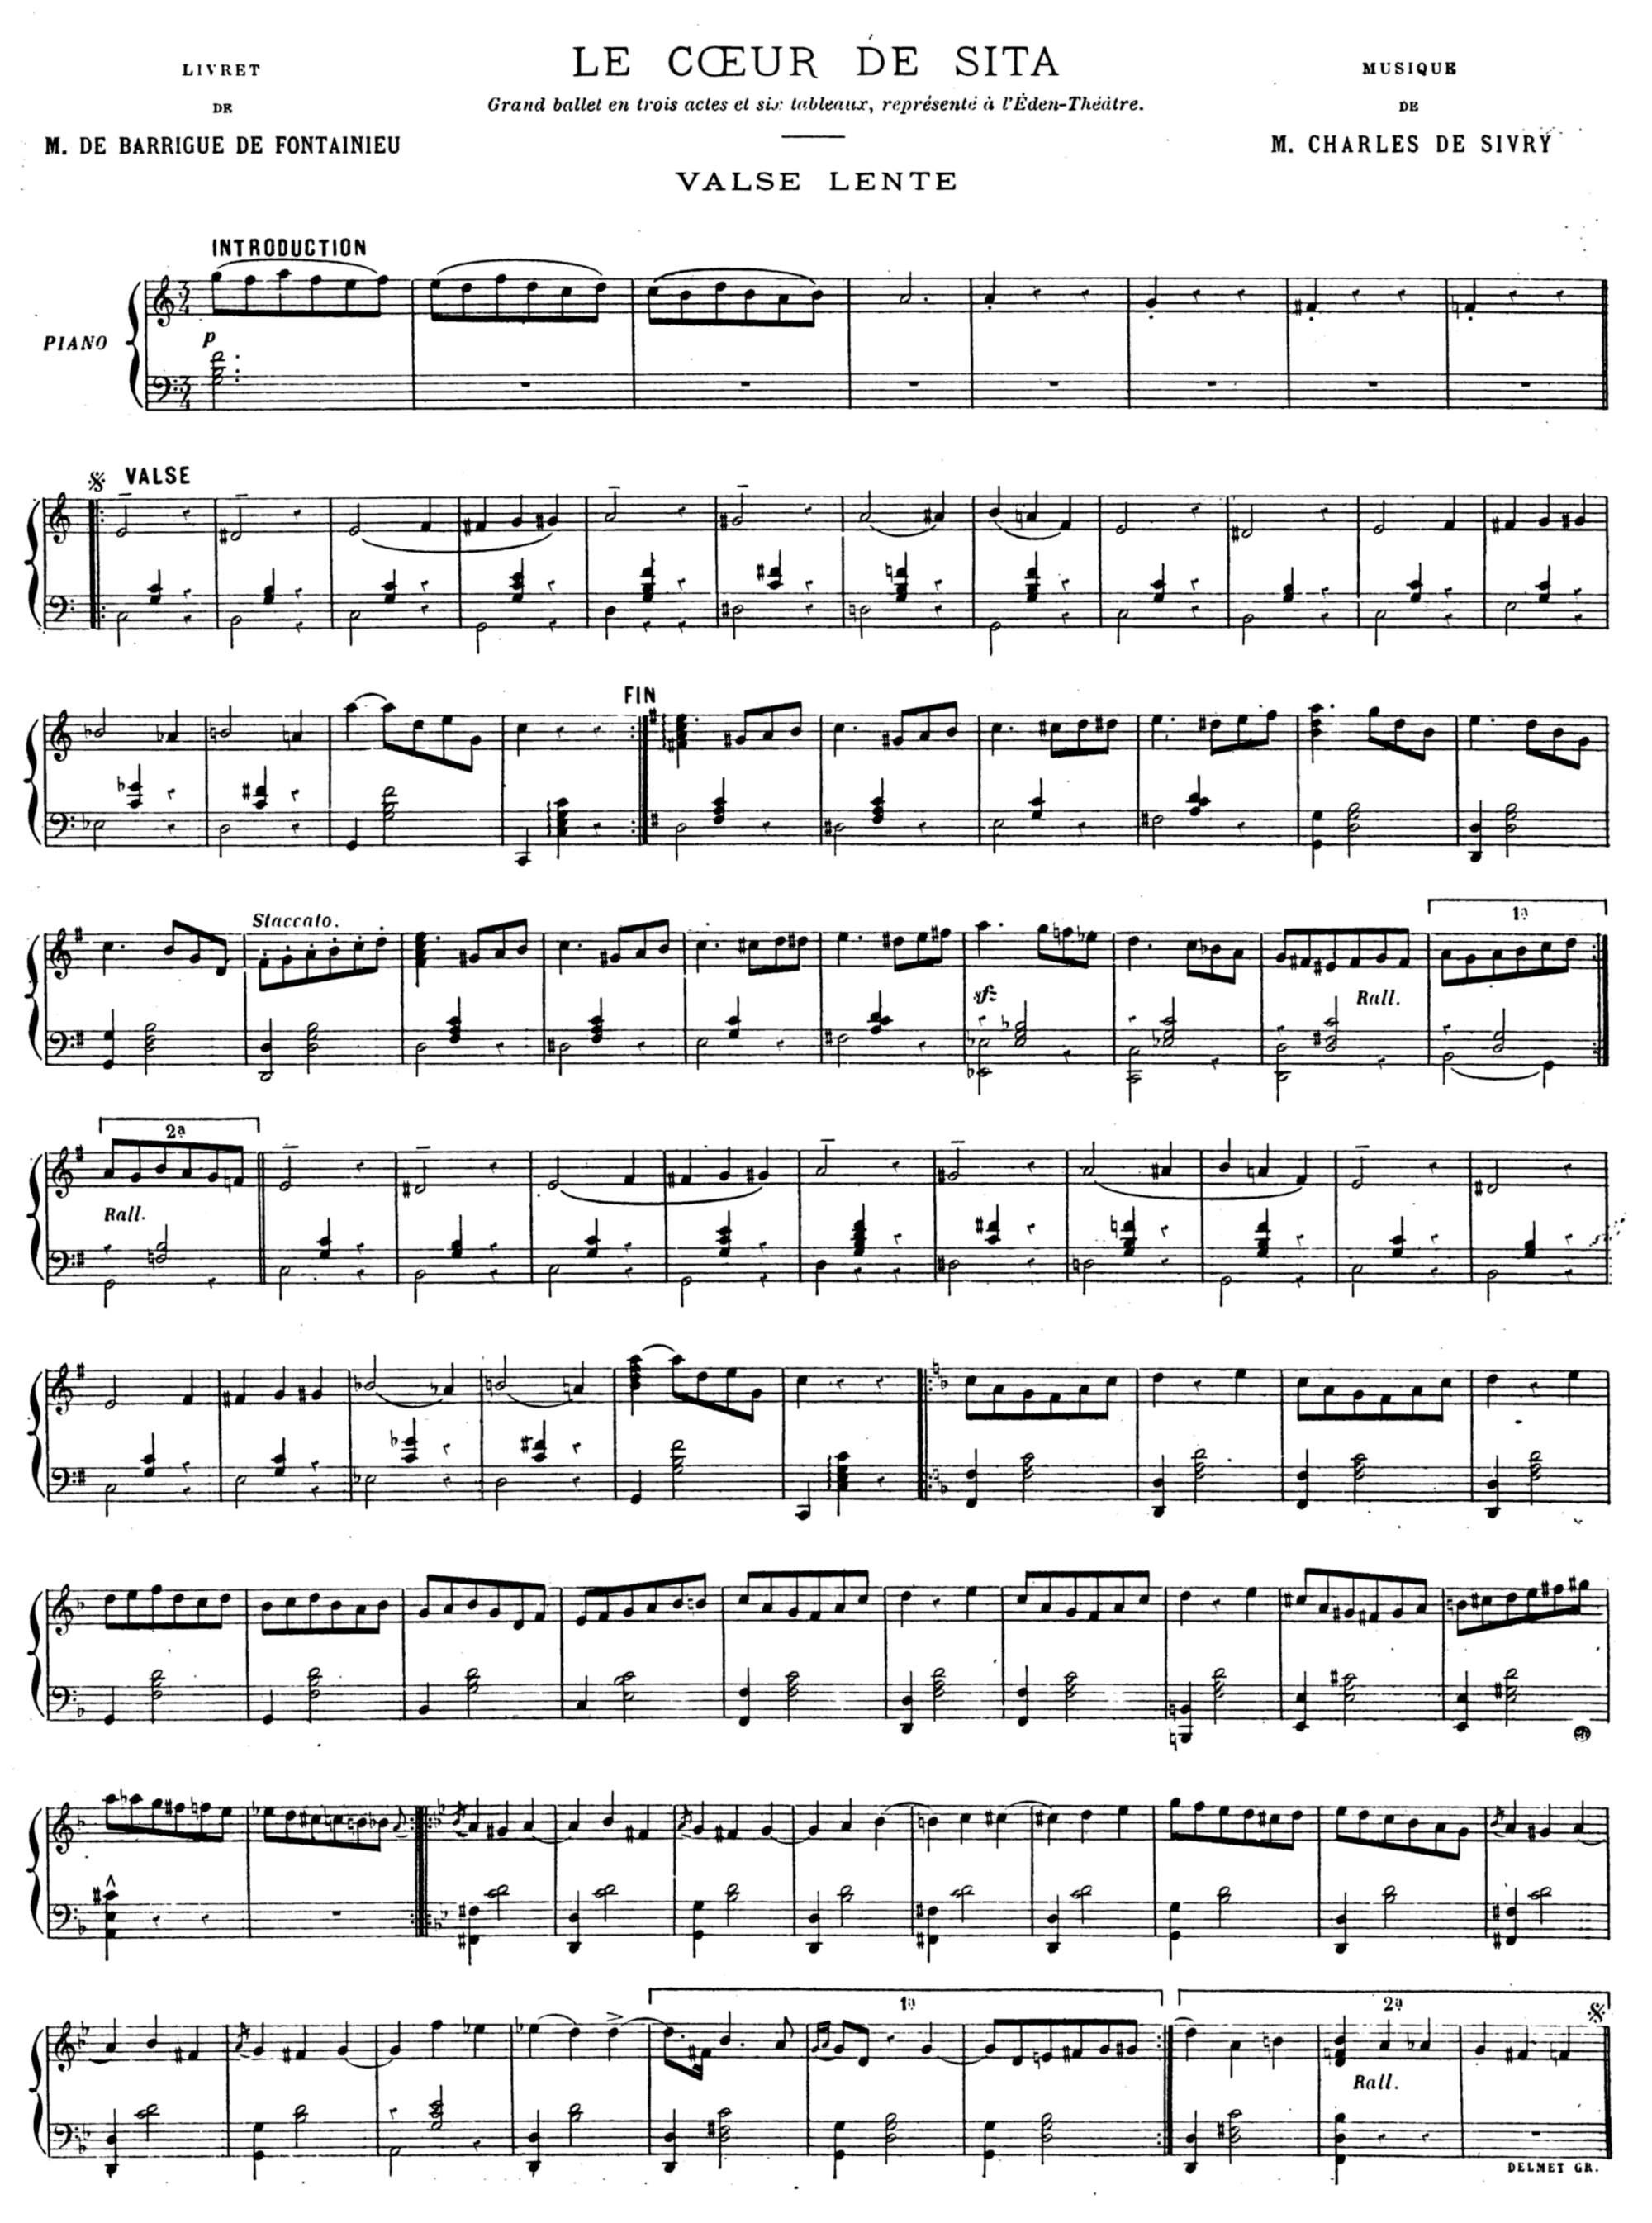 LIVRET
DE
M. DE BARRIGUE DE FONTAINIEU
LE CŒUR DE SITA
Grand ballet en trois actes et six tableaux, représenté à l'Éden-Théâtre.
MUSIQUE
DE
M. CHARLES DE SIVRY
VALSE LENTE
INTRODUCTION
PIANO
p
VALSE
FIN
Staccato.
1ª
sfz
Rall.
2ª
Rall.
1ª
2ª
Rall.
DELMET GR.